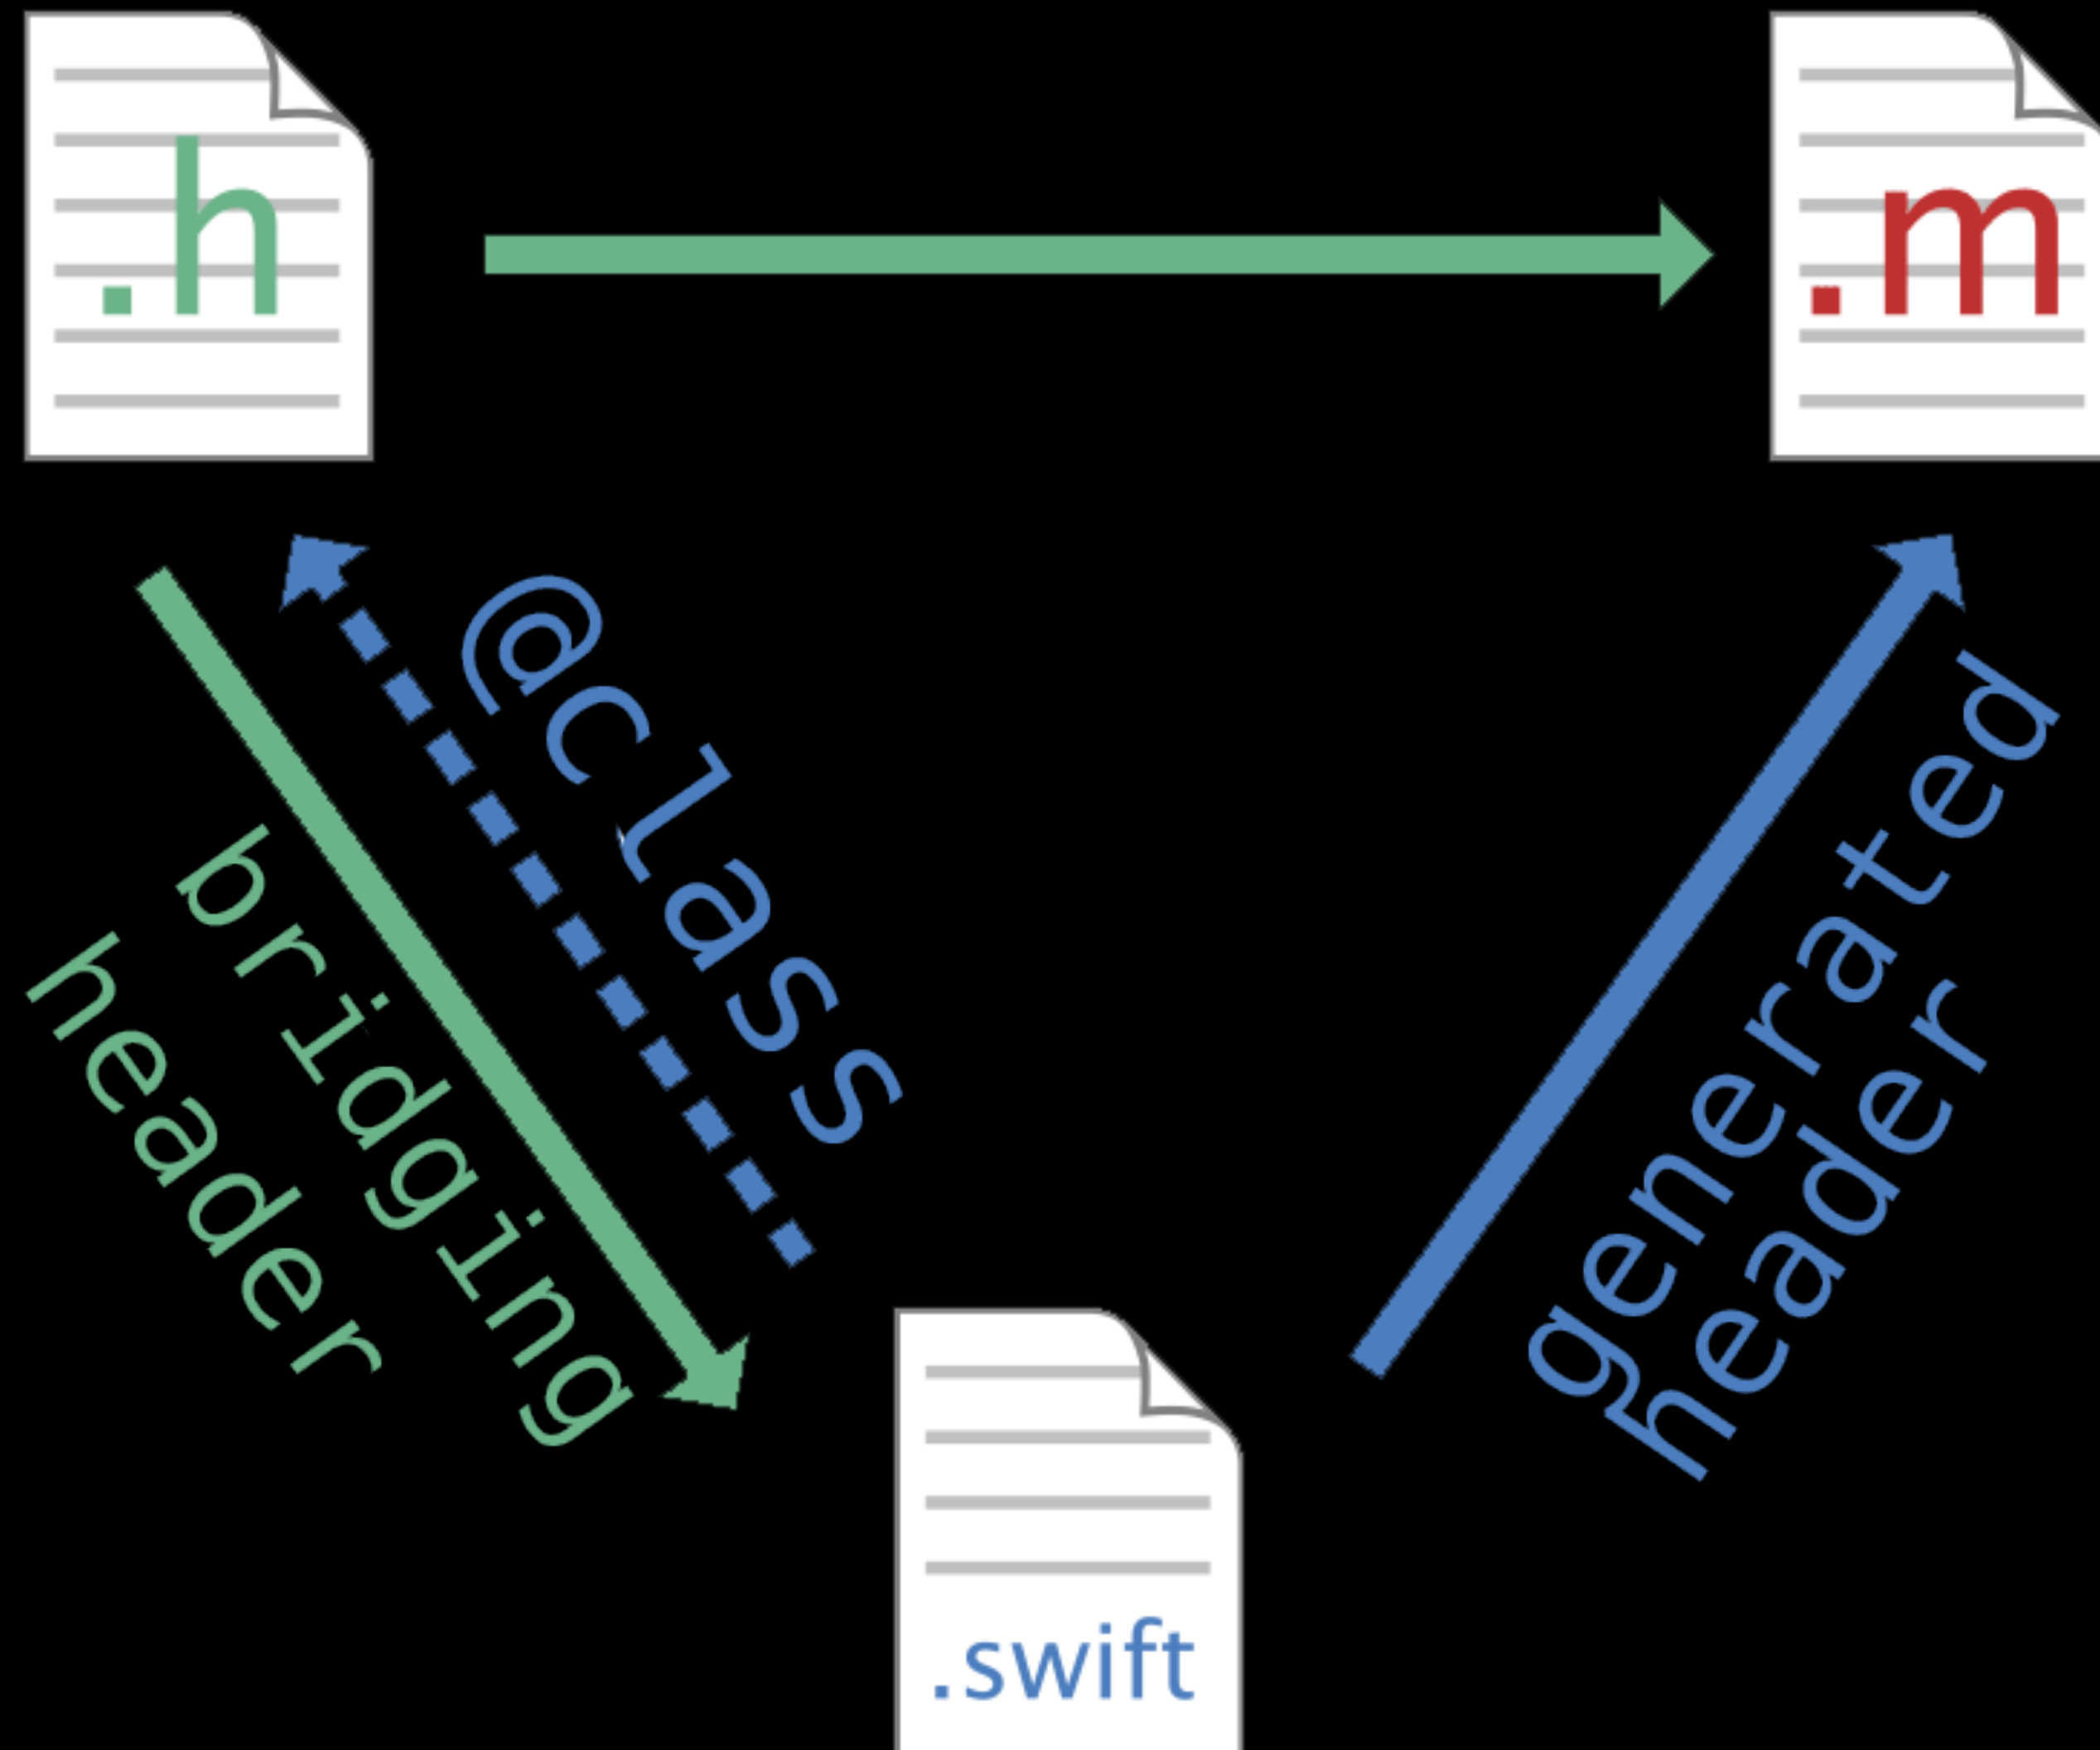 .h
.m
@class
bridging
header
generated
header
.swift